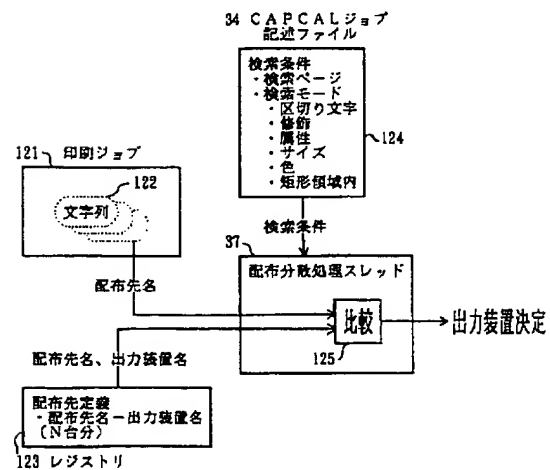 34 CAPCALジョブ
記述ファイル
検索条件
・検索ページ
・検索モード
・区切り文字
・修飾
・属性
・サイズ
・色
・矩形領域内
124
121 印刷ジョブ
122
文字列
検索条件
37
配布分散処理スレッド
配布先名
比較
125
出力装置決定
配布先名、出力装置名
配布先定義
・配布先名－出力装置名
(N台分)
123 レジストリ